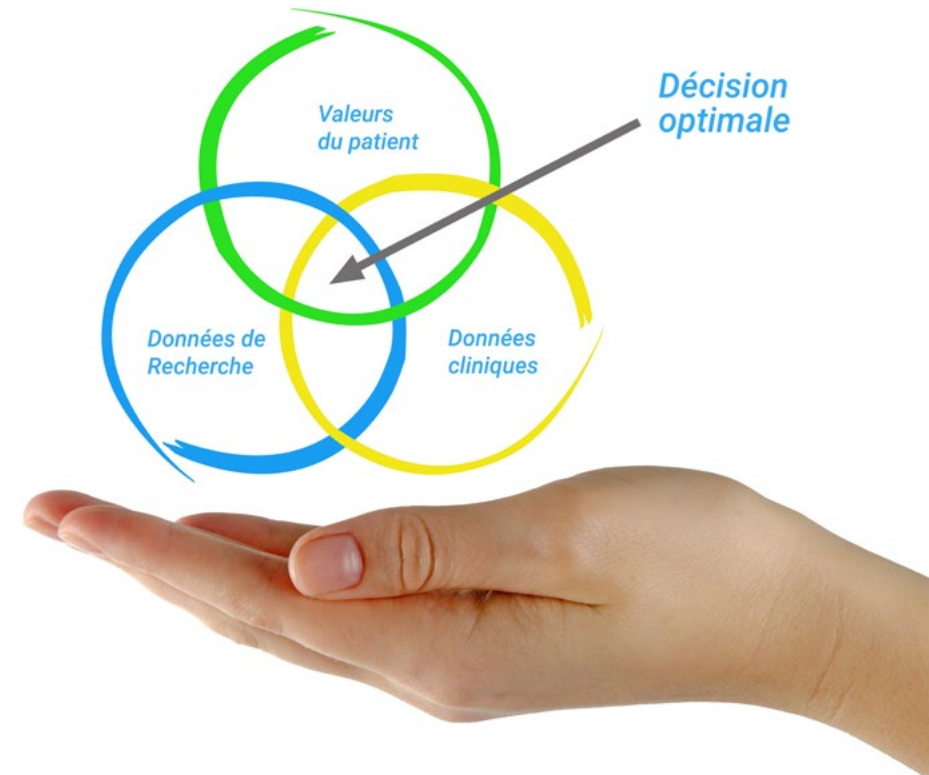 Valeurs
du patient
Décision
optimale
Données de
Recherche
Données
cliniques